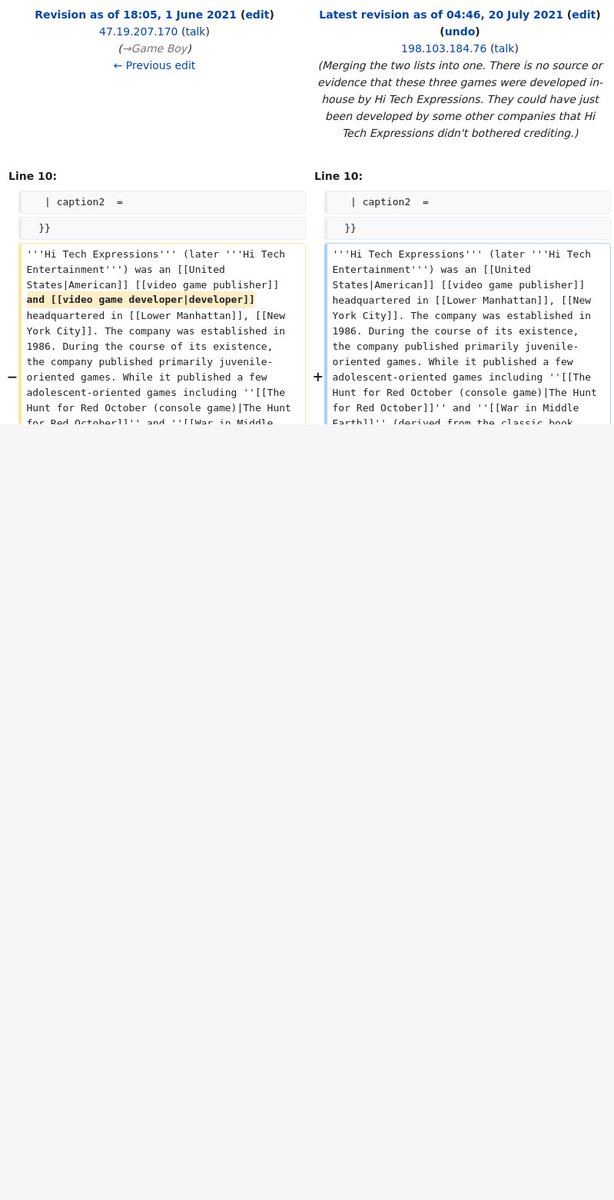 Revision as of 18:05, 1 June 2021 (edit)
47.19.207.170 (talk)
(→Game Boy)
← Previous edit
Latest revision as of 04:46, 20 July 2021 (edit)
(undo)
198.103.184.76 (talk)
(Merging the two lists into one. There is no source or
evidence that these three games were developed in-
house by Hi Tech Expressions. They could have just
been developed by some other companies that Hi
Tech Expressions didn't bothered crediting.)
Line 10:
| caption2 =
}}
− '''Hi Tech Expressions''' (later '''Hi Tech
Entertainment''') was an [[United
States|American]] [[video game publisher]]
and [[video game developer|developer]]
headquartered in [[Lower Manhattan]], [[New
York City]]. The company was established in
1986. During the course of its existence,
the company published primarily juvenile-
oriented games. While it published a few
adolescent-oriented games including ''[[The
Hunt for Red October (console game)|The Hunt
for Red October]]'' and ''[[War in Middle
Line 10:
| caption2 =
}}
+ '''Hi Tech Expressions''' (later '''Hi Tech
Entertainment''') was an [[United
States|American]] [[video game publisher]]
headquartered in [[Lower Manhattan]], [[New
York City]]. The company was established in
1986. During the course of its existence,
the company published primarily juvenile-
oriented games. While it published a few
adolescent-oriented games including ''[[The
Hunt for Red October (console game)|The Hunt
for Red October]]'' and ''[[War in Middle
Earth]]'' (derived from the classic book